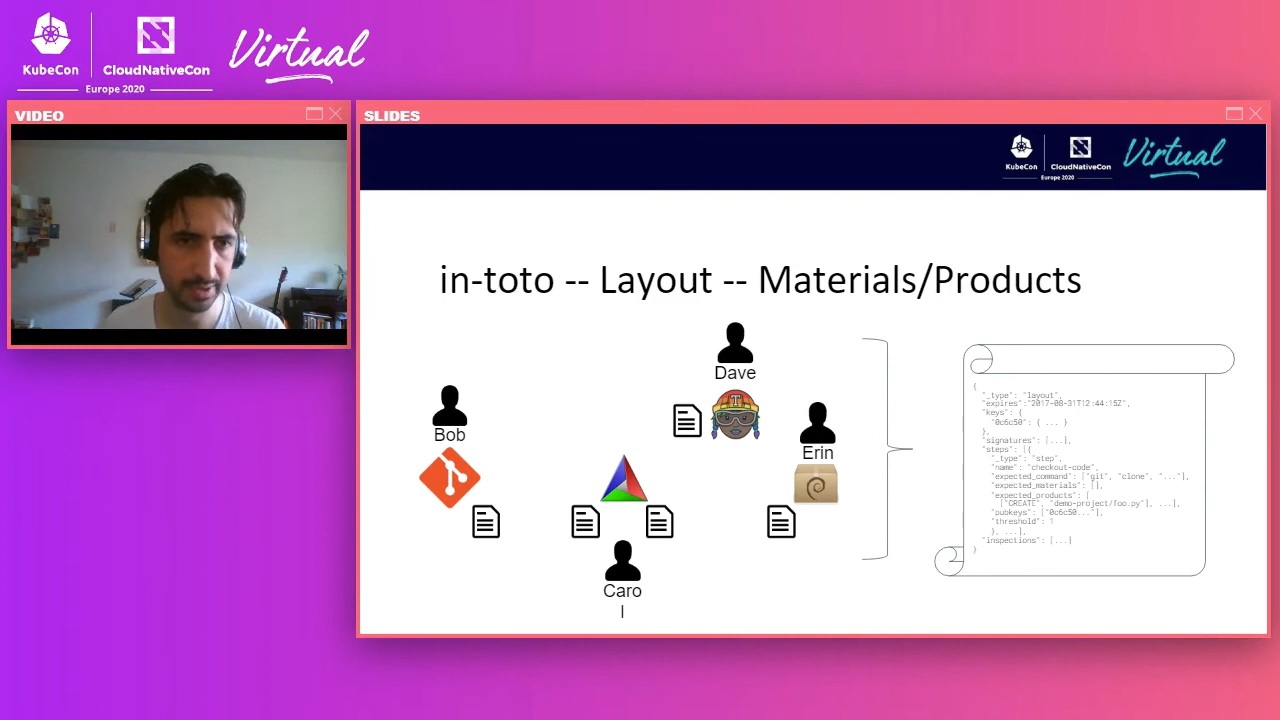 KubeCon
CloudNativeCon
Europe 2020
Virtual
VIDEO
SLIDES
KubeCon
CloudNativeCon
Europe 2020
Virtual
in-toto -- Layout -- Materials/Products
Dave
Bob
Erin
Caro
l
{
"_type": "layout",
"expires":"2017-08-31T12:44:15Z",
"keys": {
"0c6c50": { ... }
},
"signatures": [...],
"steps": [{
"_type": "step",
"name": "checkout-code",
"expected_command": ["git", "clone", "..."],
"expected_materials": [],
"expected_products": [
["CREATE", "demo-project/foo.py"], ...],
"pubkeys": ["0c6c50..."],
"threshold": 1
}, ...],
"inspections": [...]
}